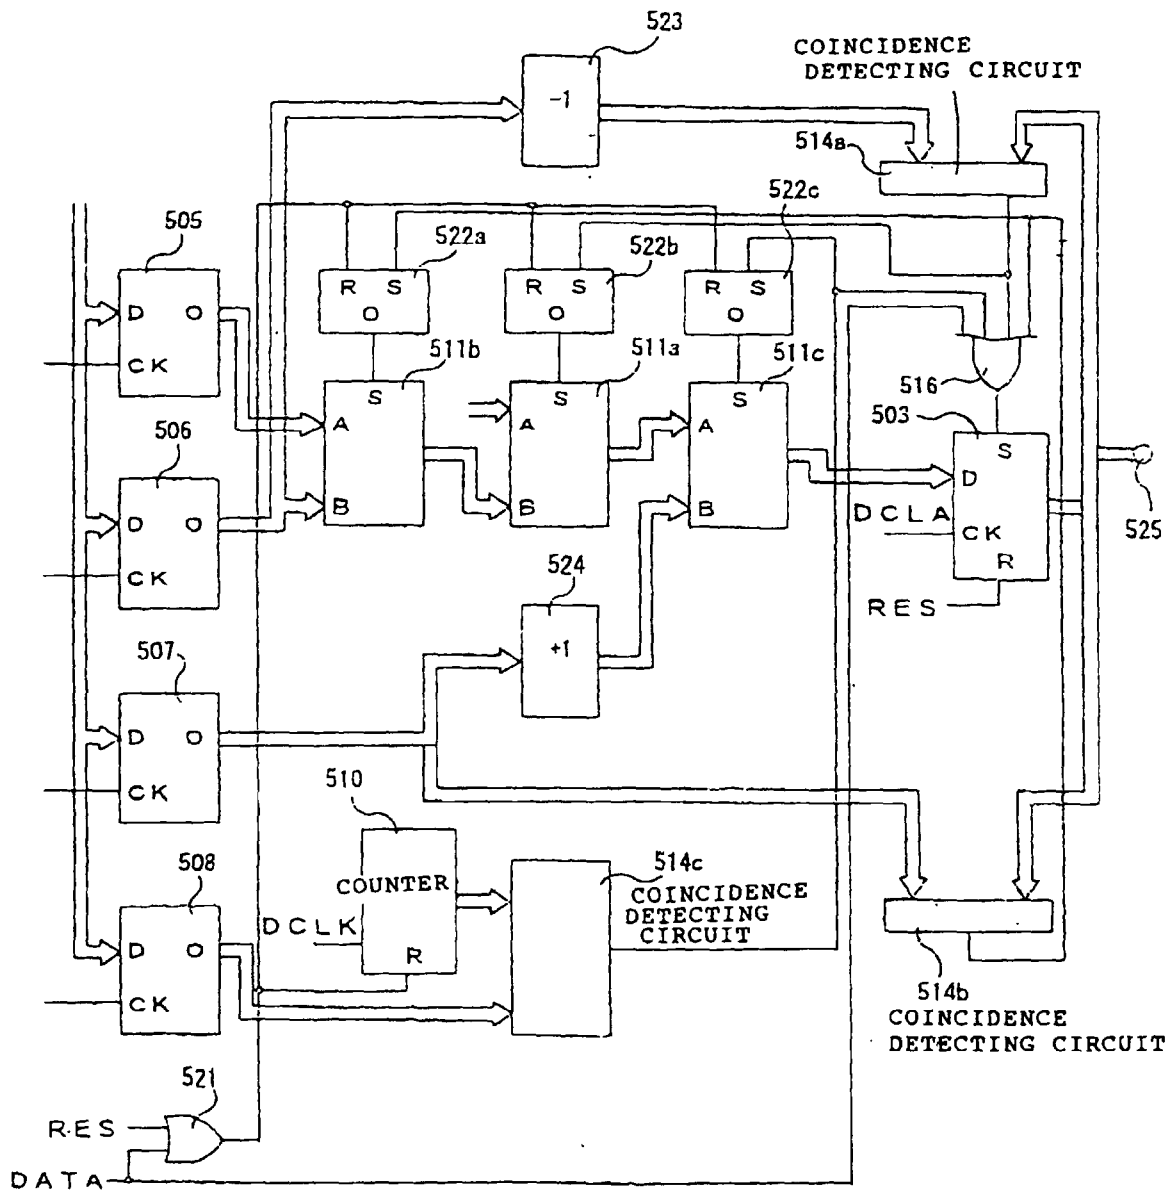 523
COINCIDENCE
DETECTING CIRCUIT
-1
514a
522c
505
522a
522b
R S
O
R S
O
R S
O
D O
CK
511b
511a
511c
516
S
S
S
503
A
A
A
506
S
D
B
B
B
D O
DCLA
CK
525
CK
R
524
RES
+1
507
D O
510
CK
508
514c
COUNTER
COINCIDENCE
DETECTING
CIRCUIT
DCLK
D O
R
CK
514b
COINCIDENCE
DETECTING CIRCUIT
521
RES
DATA